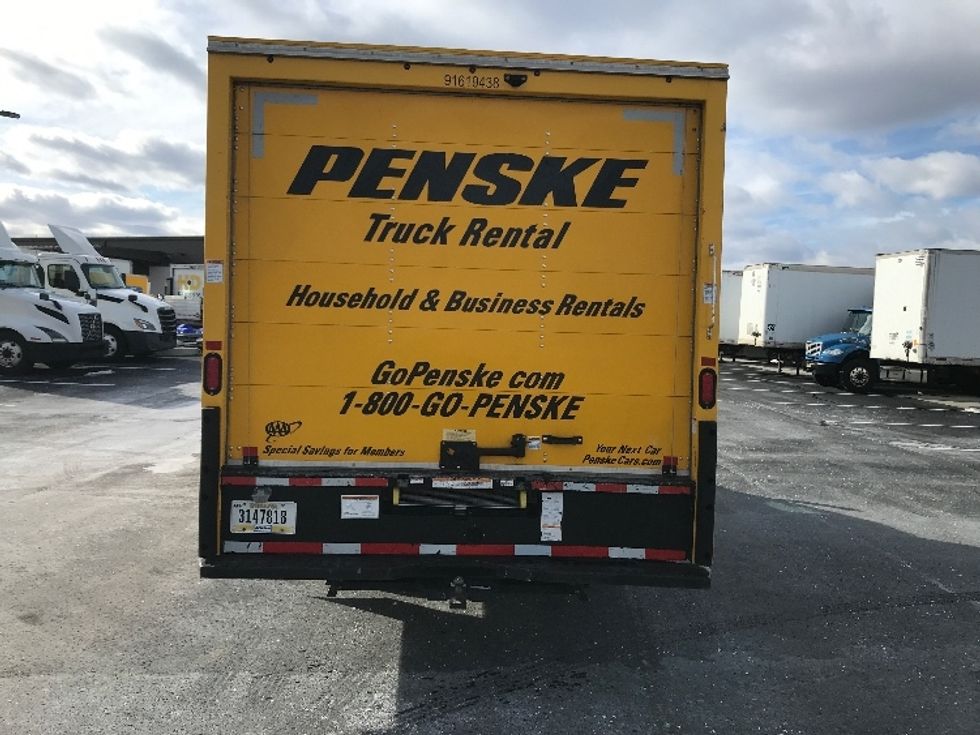 91619438
PENSKE
Truck Rental
Household & Business Rentals
GoPenske com
1-800-GO-PENSKE
AAA
Special Savings for Members
Your Next Car
PenskeCars.com
3147818